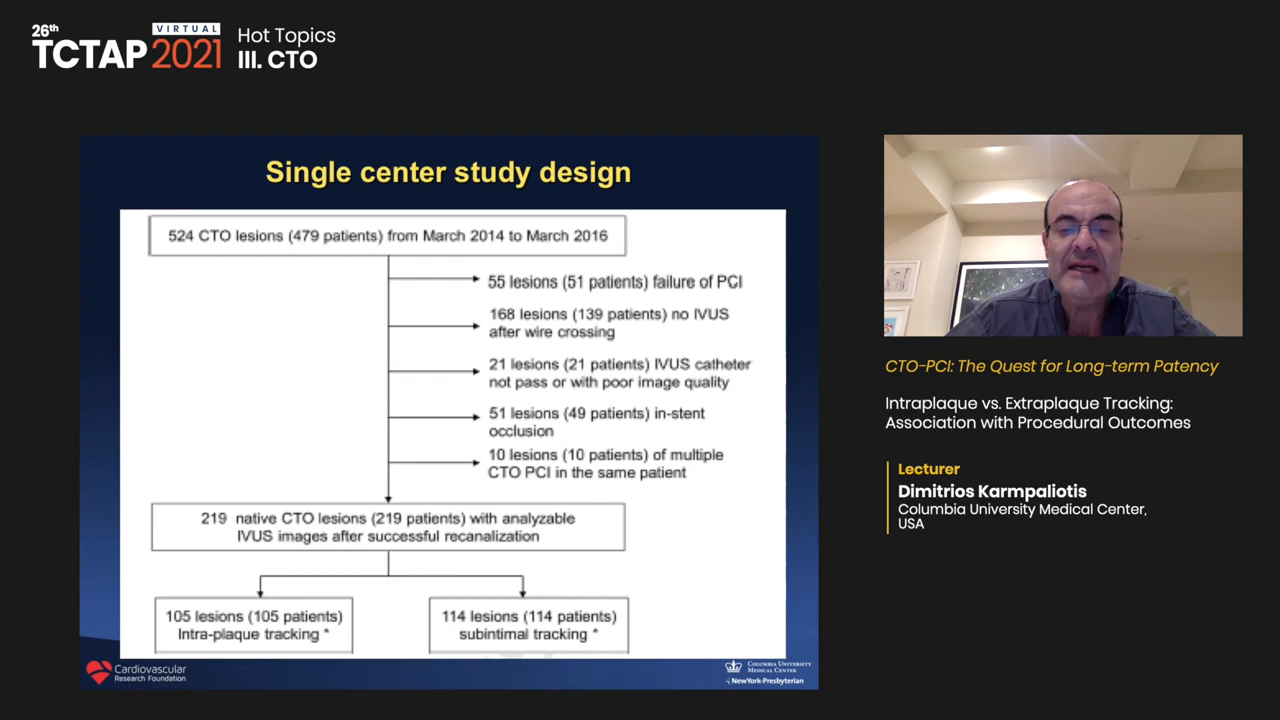 26th
VIRTUAL
TCTAP 2021
Hot Topics
III. CTO
Single center study design
524 CTO lesions (479 patients) from March 2014 to March 2016
55 lesions (51 patients) failure of PCI
168 lesions (139 patients) no IVUS
after wire crossing
21 lesions (21 patients) IVUS catheter
not pass or with poor image quality
51 lesions (49 patients) in-stent
occlusion
10 lesions (10 patients) of multiple
CTO PCI in the same patient
219 native CTO lesions (219 patients) with analyzable
IVUS images after successful recanalization
105 lesions (105 patients)
Intra-plaque tracking *
114 lesions (114 patients)
subintimal tracking *
Cardiovascular
Research Foundation
COLUMBIA UNIVERSITY
MEDICAL CENTER
NewYork-Presbyterian
CTO-PCI: The Quest for Long-term Patency
Intraplaque vs. Extraplaque Tracking:
Association with Procedural Outcomes
Lecturer
Dimitrios Karmpaliotis
Columbia University Medical Center,
USA